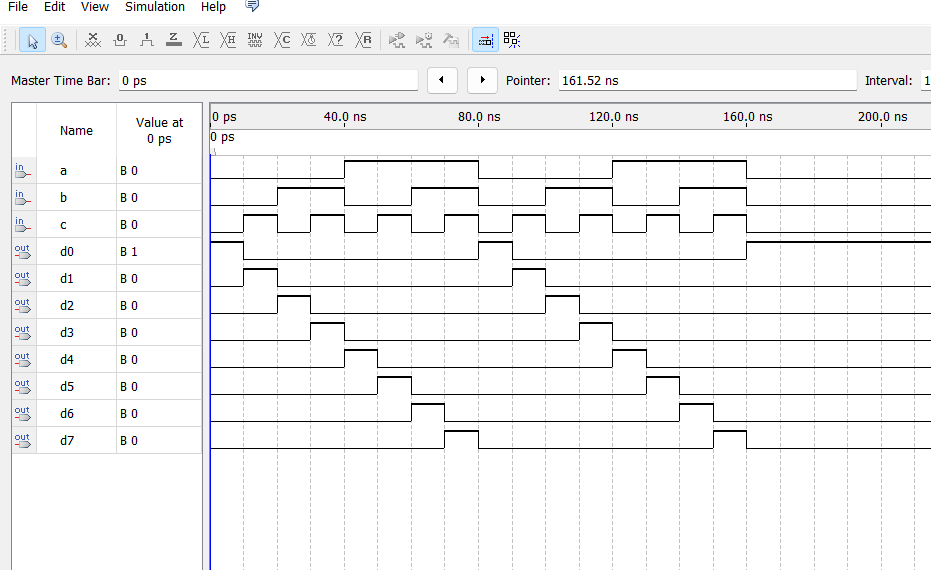 File Edit View Simulation Help
Master Time Bar: 0 ps Pointer: 161.52 ns Interval: 1
Name Value at 0 ps
0 ps 40.0 ns 80.0 ns 120.0 ns 160.0 ns 200.0 ns
0 ps
in a B 0
in b B 0
in c B 0
out d0 B 1
out d1 B 0
out d2 B 0
out d3 B 0
out d4 B 0
out d5 B 0
out d6 B 0
out d7 B 0